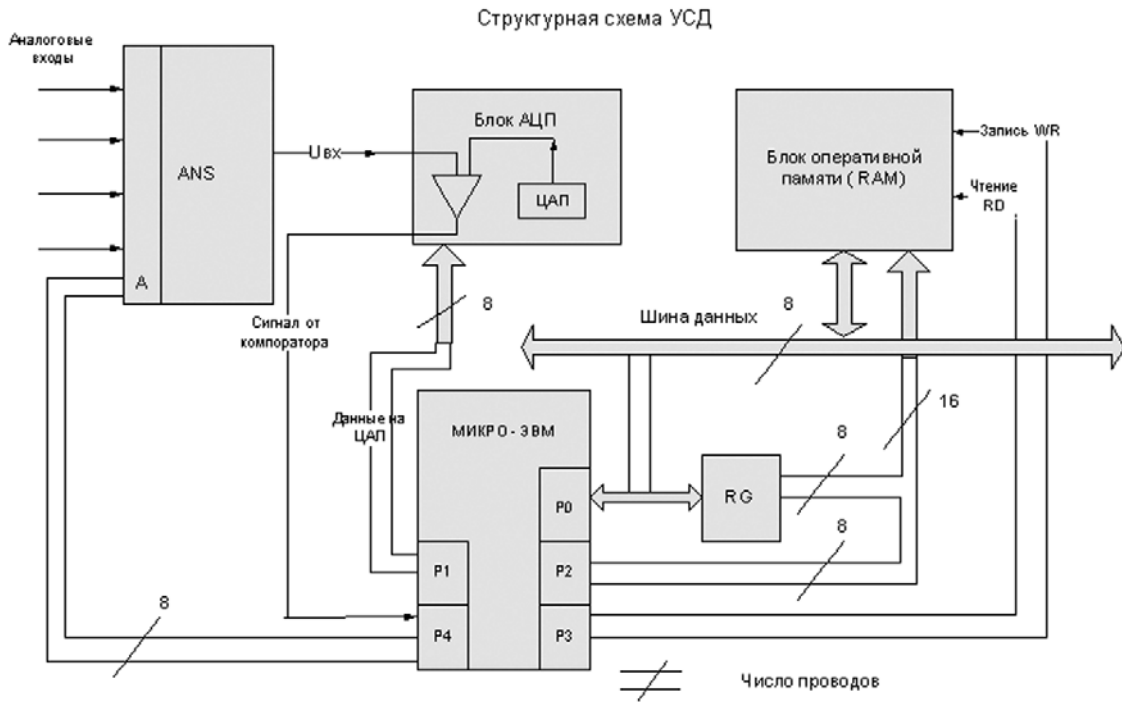 Структурная схема УСД
Аналоговые
входы
ANS
A
Uвх
Блок АЦП
ЦАП
Блок оперативной
памяти ( RAM)
Запись WR
Чтение
RD
8
Сигнал от
компоратора
Шина данных
8
16
Данные на
ЦАП
МИКРО - ЭВМ
8
RG
P0
8
P1
P2
8
P4
P3
Число проводов